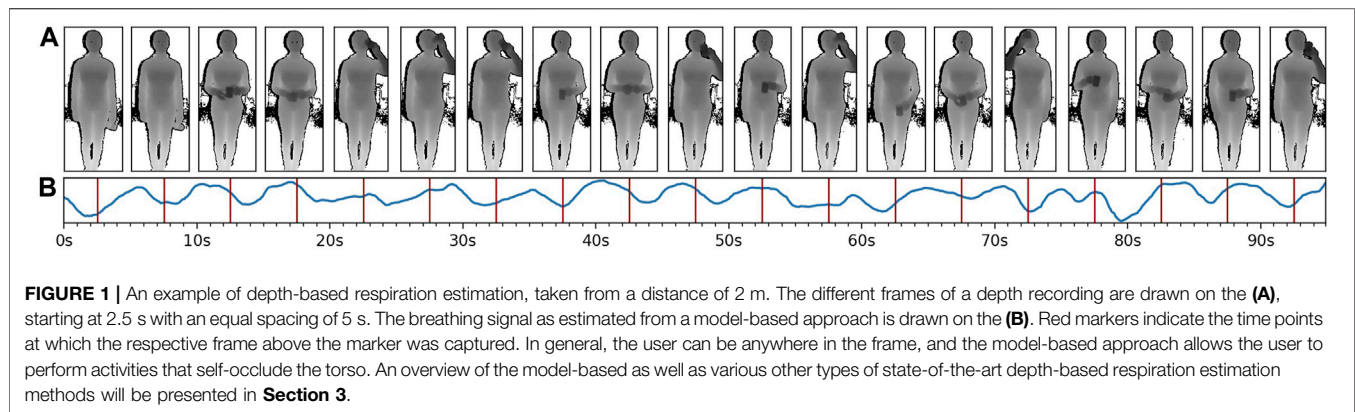 A
B
0s 10s 20s 30s 40s 50s 60s 70s 80s 90s
FIGURE 1 | An example of depth-based respiration estimation, taken from a distance of 2 m. The different frames of a depth recording are drawn on the (A),
starting at 2.5 s with an equal spacing of 5 s. The breathing signal as estimated from a model-based approach is drawn on the (B). Red markers indicate the time points
at which the respective frame above the marker was captured. In general, the user can be anywhere in the frame, and the model-based approach allows the user to
perform activities that self-occlude the torso. An overview of the model-based as well as various other types of state-of-the-art depth-based respiration estimation
methods will be presented in Section 3.